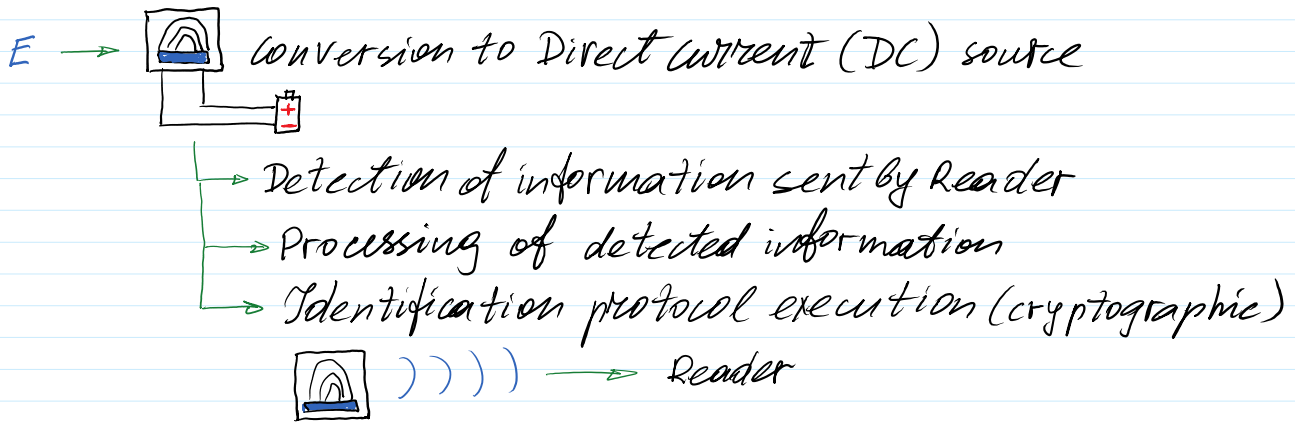 E → Conversion to Direct Current (DC) source
+
-
Detection of information sent by Reader
Processing of detected information
Identification protocol execution (cryptographic)
)))) → Reader